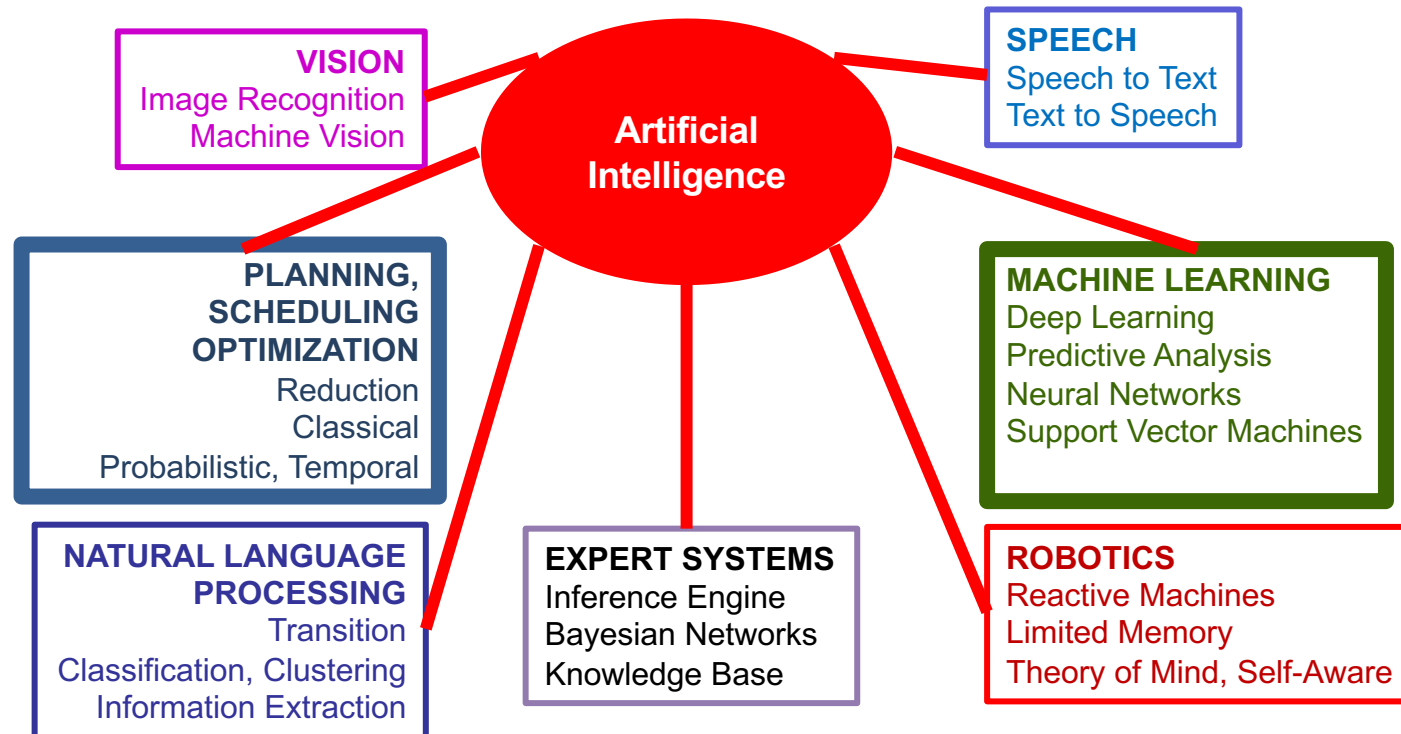 Artificial
Intelligence
VISION
Image Recognition
Machine Vision
SPEECH
Speech to Text
Text to Speech
PLANNING,
SCHEDULING
OPTIMIZATION
Reduction
Classical
Probabilistic, Temporal
MACHINE LEARNING
Deep Learning
Predictive Analysis
Neural Networks
Support Vector Machines
NATURAL LANGUAGE
PROCESSING
Transition
Classification, Clustering
Information Extraction
EXPERT SYSTEMS
Inference Engine
Bayesian Networks
Knowledge Base
ROBOTICS
Reactive Machines
Limited Memory
Theory of Mind, Self-Aware